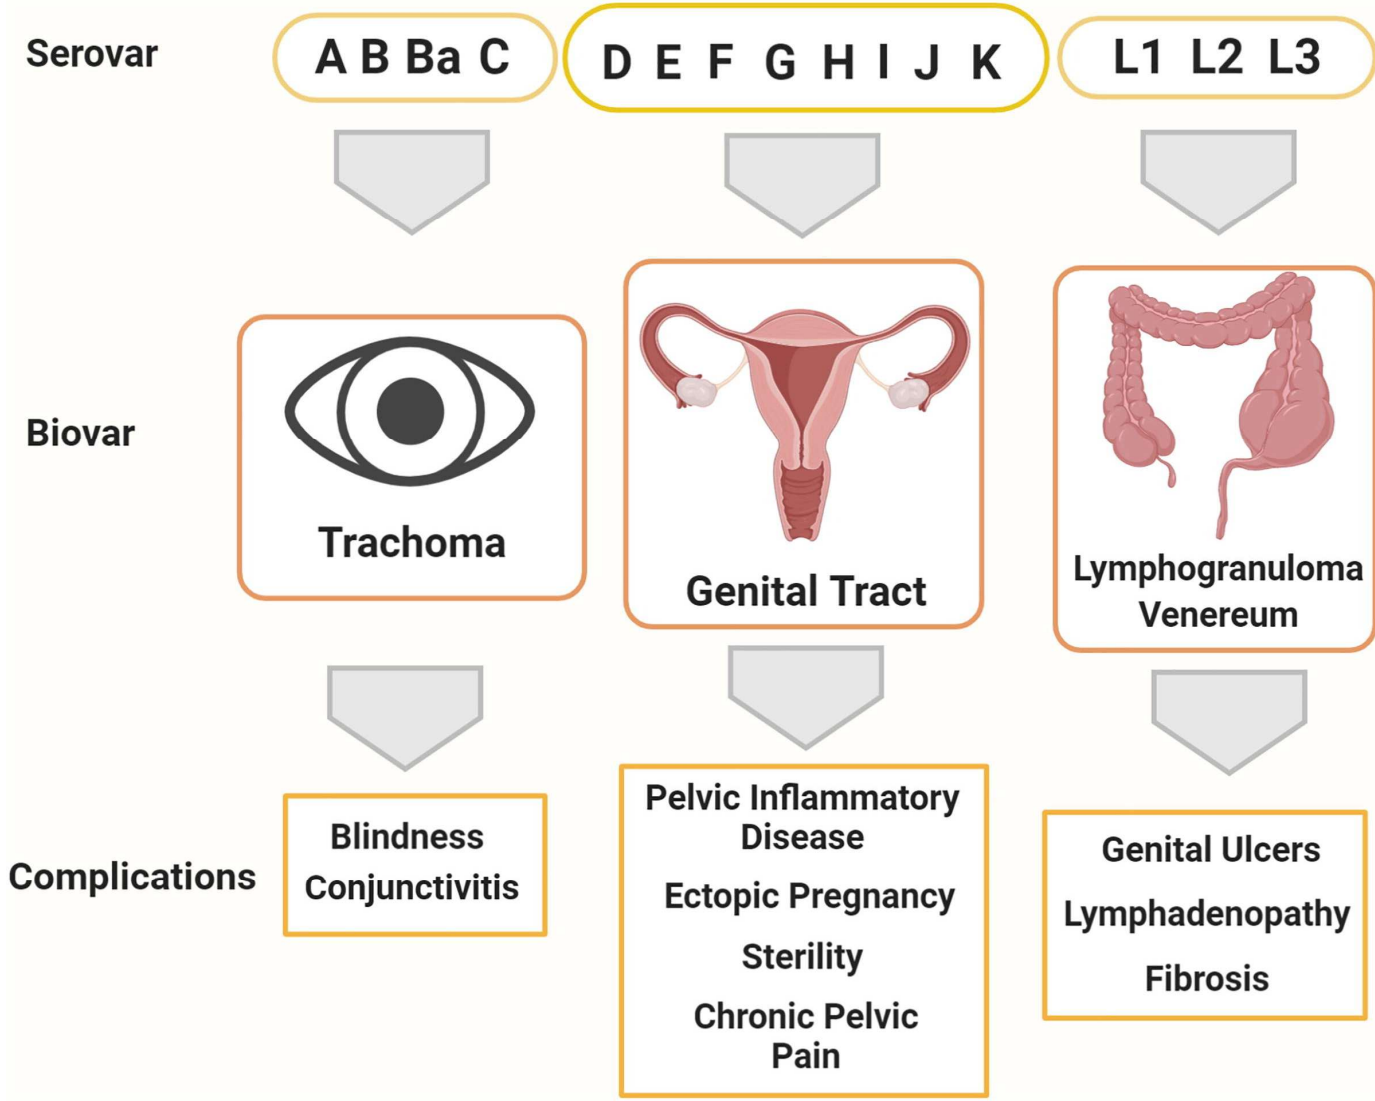 Serovar
A B Ba C
D E F G H I J K
L1 L2 L3
Biovar
Trachoma
Genital Tract
Lymphogranuloma
Venereum
Complications
Blindness
Conjunctivitis
Pelvic Inflammatory
Disease
Ectopic Pregnancy
Sterility
Chronic Pelvic
Pain
Genital Ulcers
Lymphadenopathy
Fibrosis